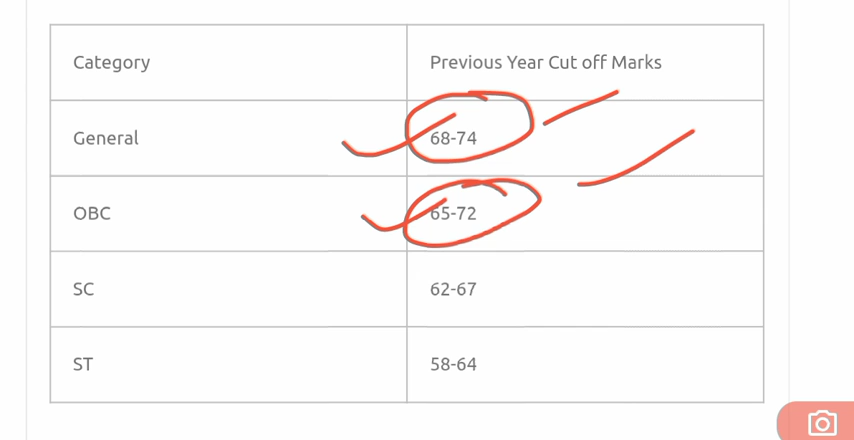 Category Previous Year Cut off Marks
General 68-74
OBC 65-72
SC 62-67
ST 58-64